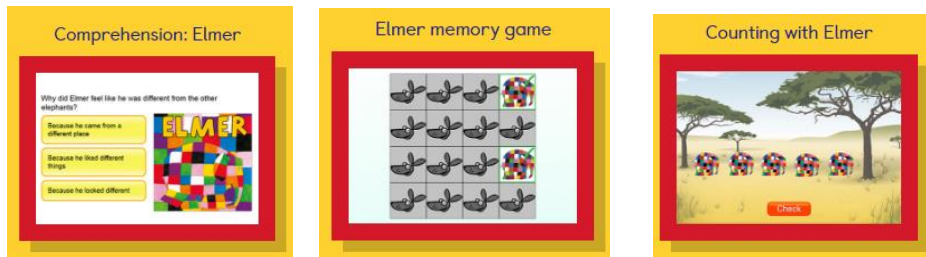 Comprehension: Elmer
Why did Elmer feel like he was different from the other
elephants?
Because he came from a
different place
Because he liked different
things
Because he looked different
ELMER
Elmer memory game
Counting with Elmer
Check